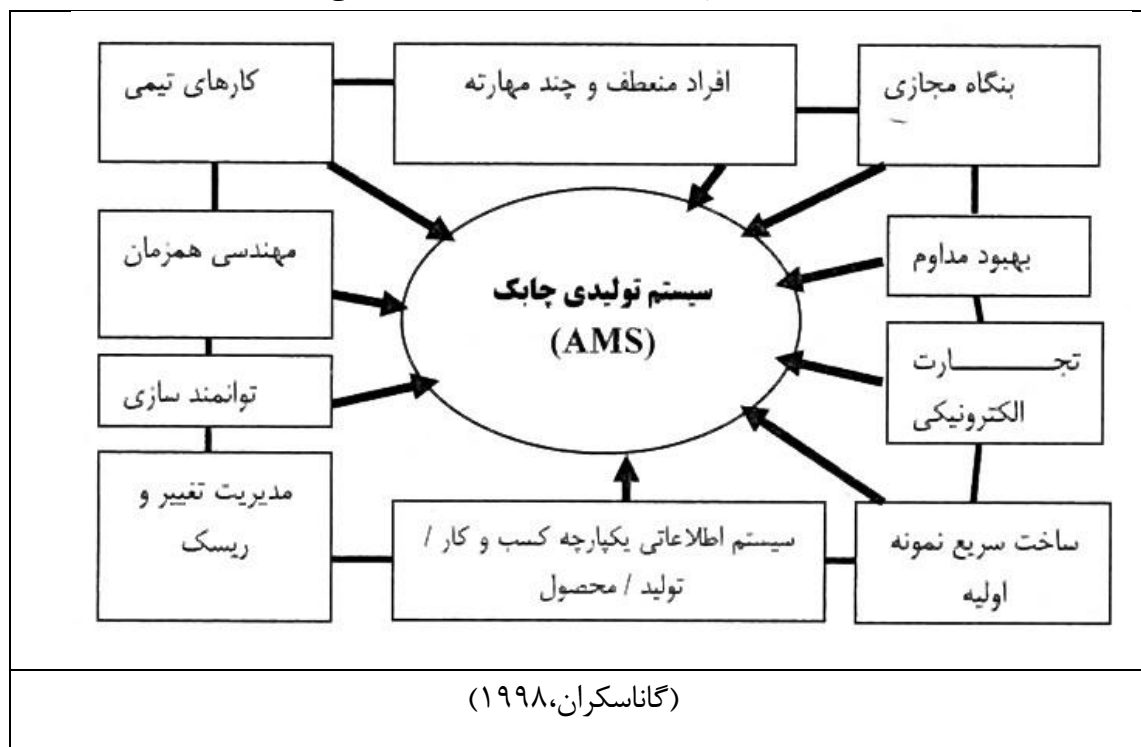 بنگاه مجازی
افراد منعطف و چند مهارته
کارهای تیمی
مهندسی همزمان
بهبود مداوم
سیستم تولیدی چابک
(AMS)
تجــــــــارت
الکترونیکی
توانمند سازی
مدیریت تغییر و
ریسک
سیستم اطلاعاتی یکپارچه کسب و کار /
تولید / محصول
ساخت سریع نمونه
اولیه
(گاناسکران،۱۹۹۸)